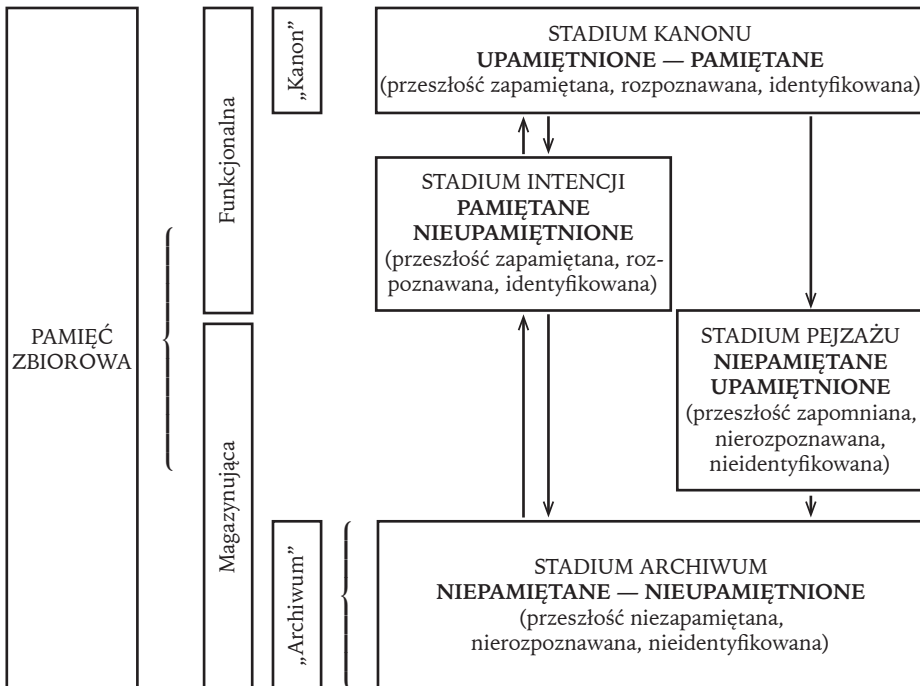 PAMIĘĆ
ZBIOROWA
Funkcjonalna
Magazynująca
„Kanon”
„Archiwum”
STADIUM KANONU
UPAMIĘTNIONE — PAMIĘTANE
(przeszłość zapamiętana, rozpoznawana, identyfikowana)
STADIUM INTENCJI
PAMIĘTANE
NIEUPAMIĘTNIONE
(przeszłość zapamiętana, roz-
poznawana, identyfikowana)
STADIUM PEJZAŻU
NIEPAMIĘTANE
UPAMIĘTNIONE
(przeszłość zapomniana,
nierozpoznawana,
nieidentyfikowana)
STADIUM ARCHIWUM
NIEPAMIĘTANE — NIEUPAMIĘTNIONE
(przeszłość niezapamiętana,
nierozpoznawana, nieidentyfikowana)